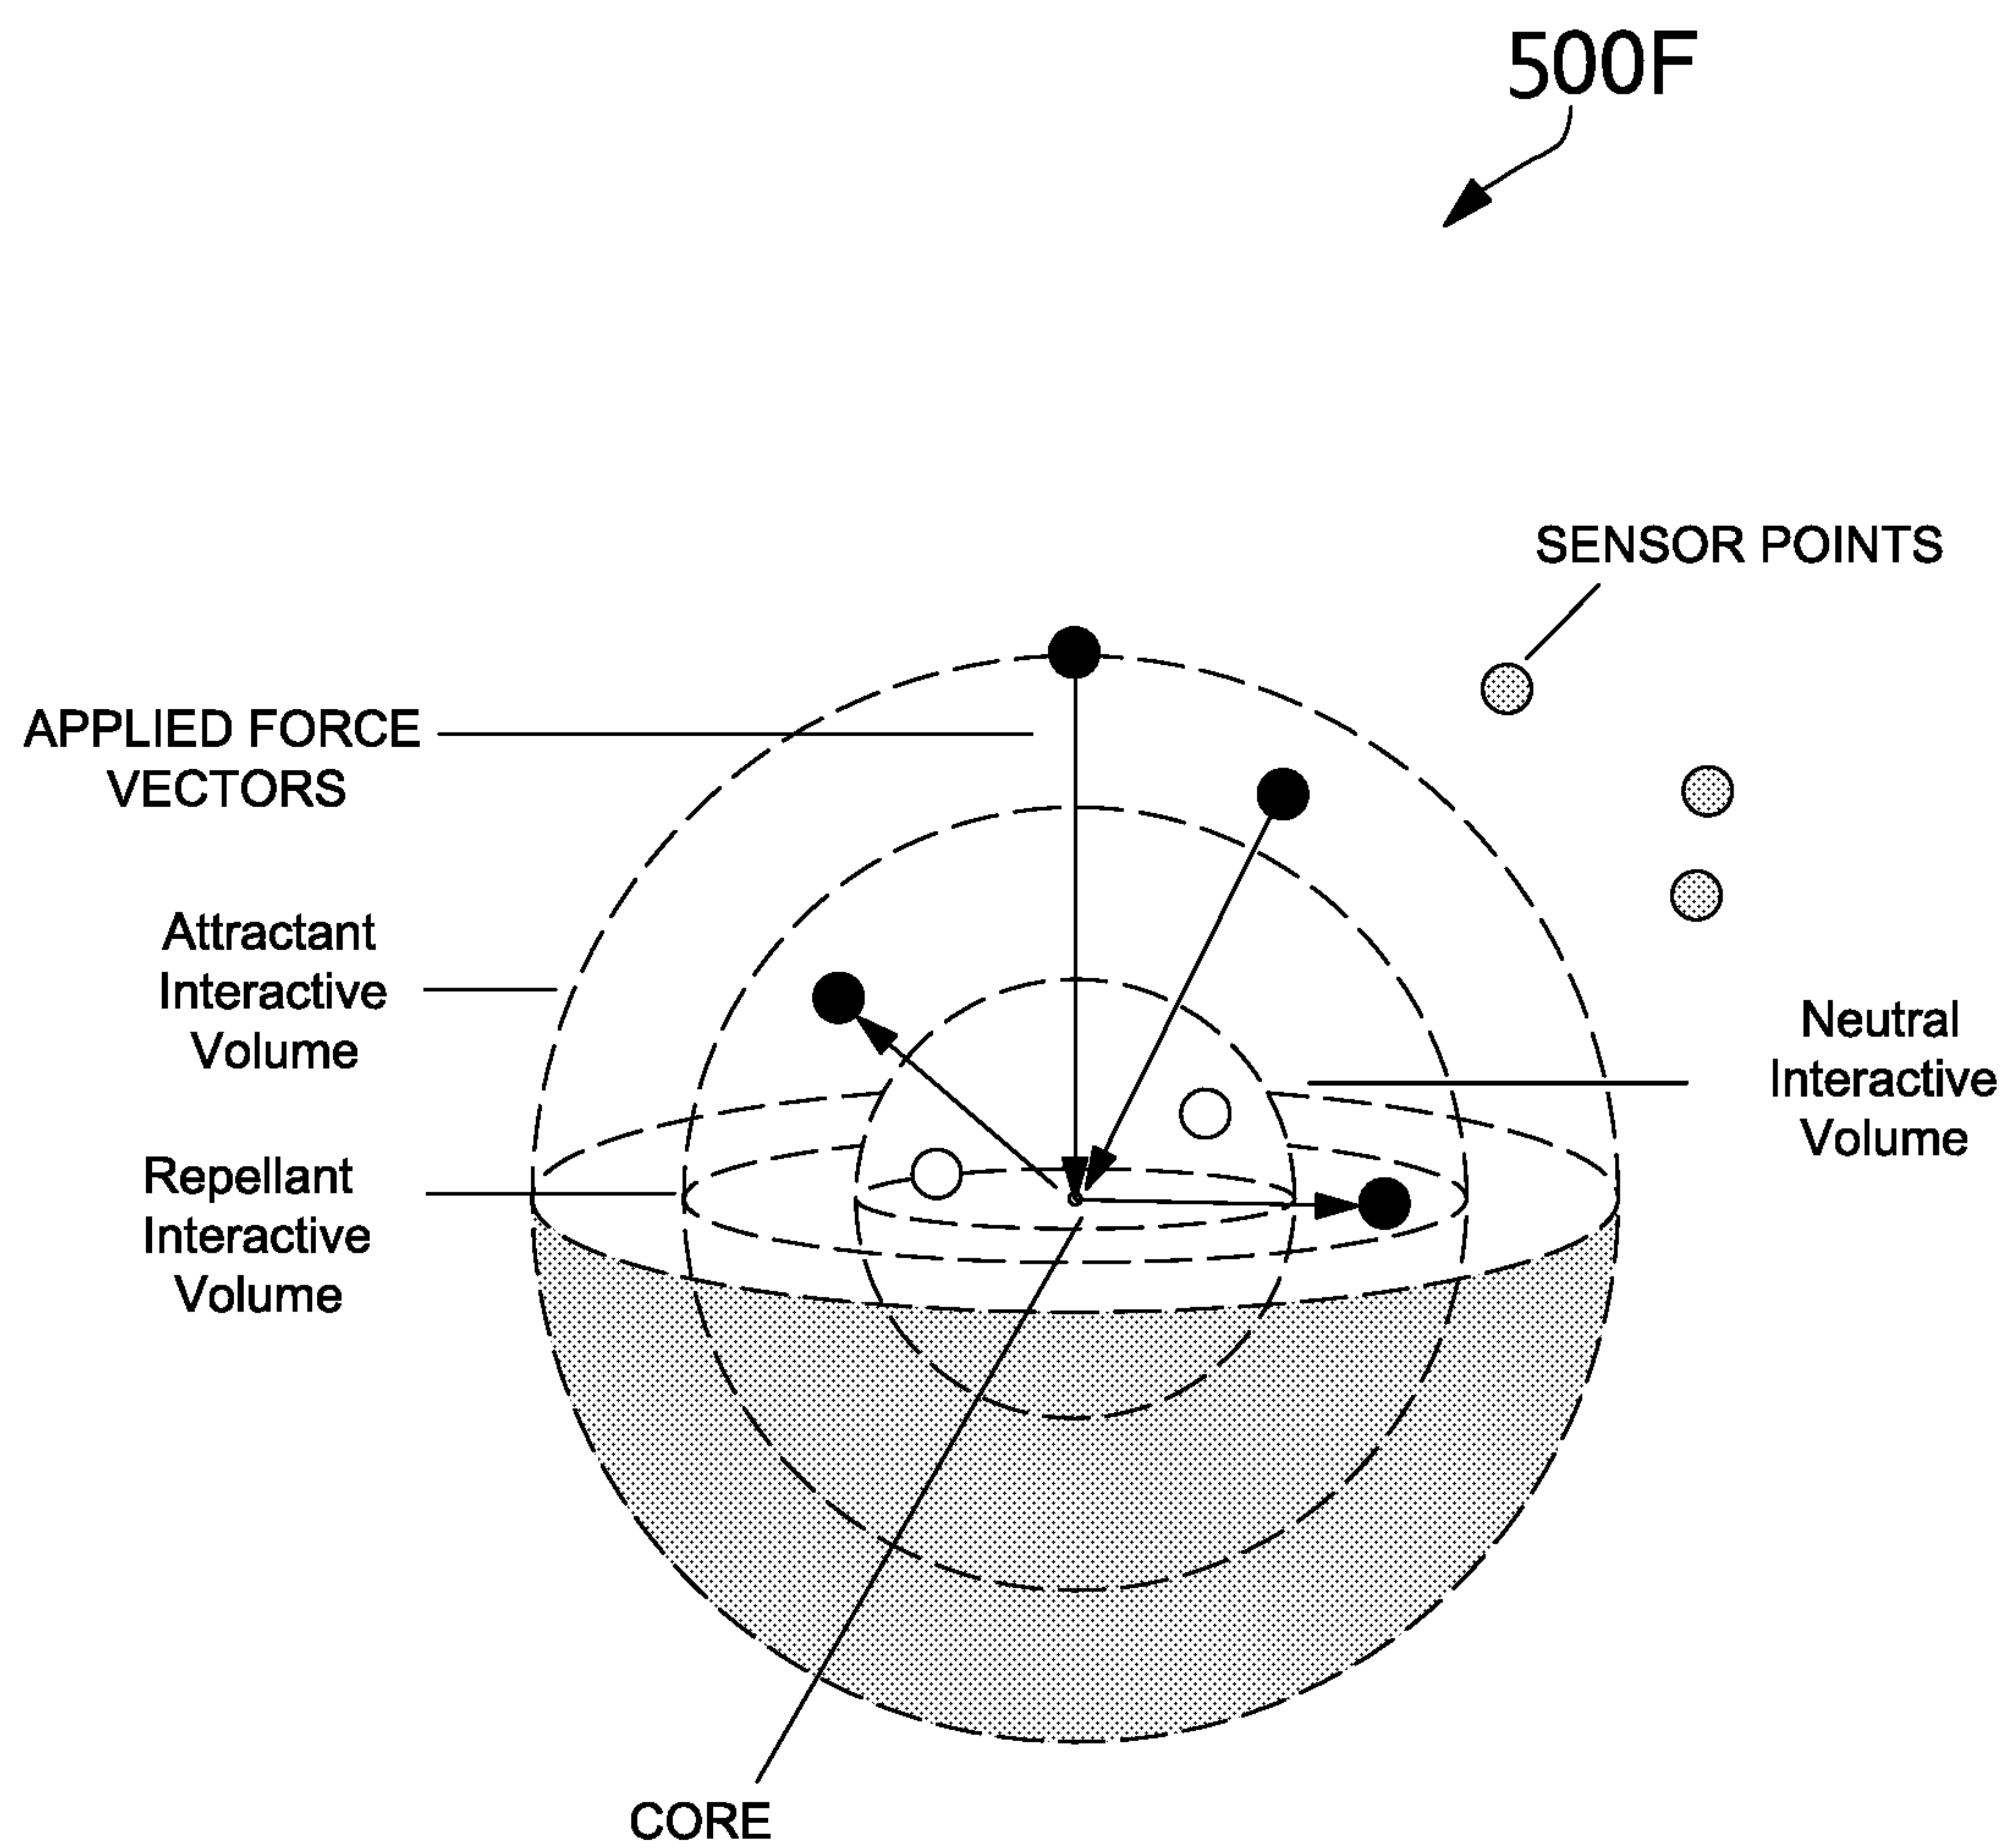 500F
SENSOR POINTS
APPLIED FORCE
VECTORS
Attractant
Interactive
Volume
Neutral
Interactive
Volume
Repellant
Interactive
Volume
CORE